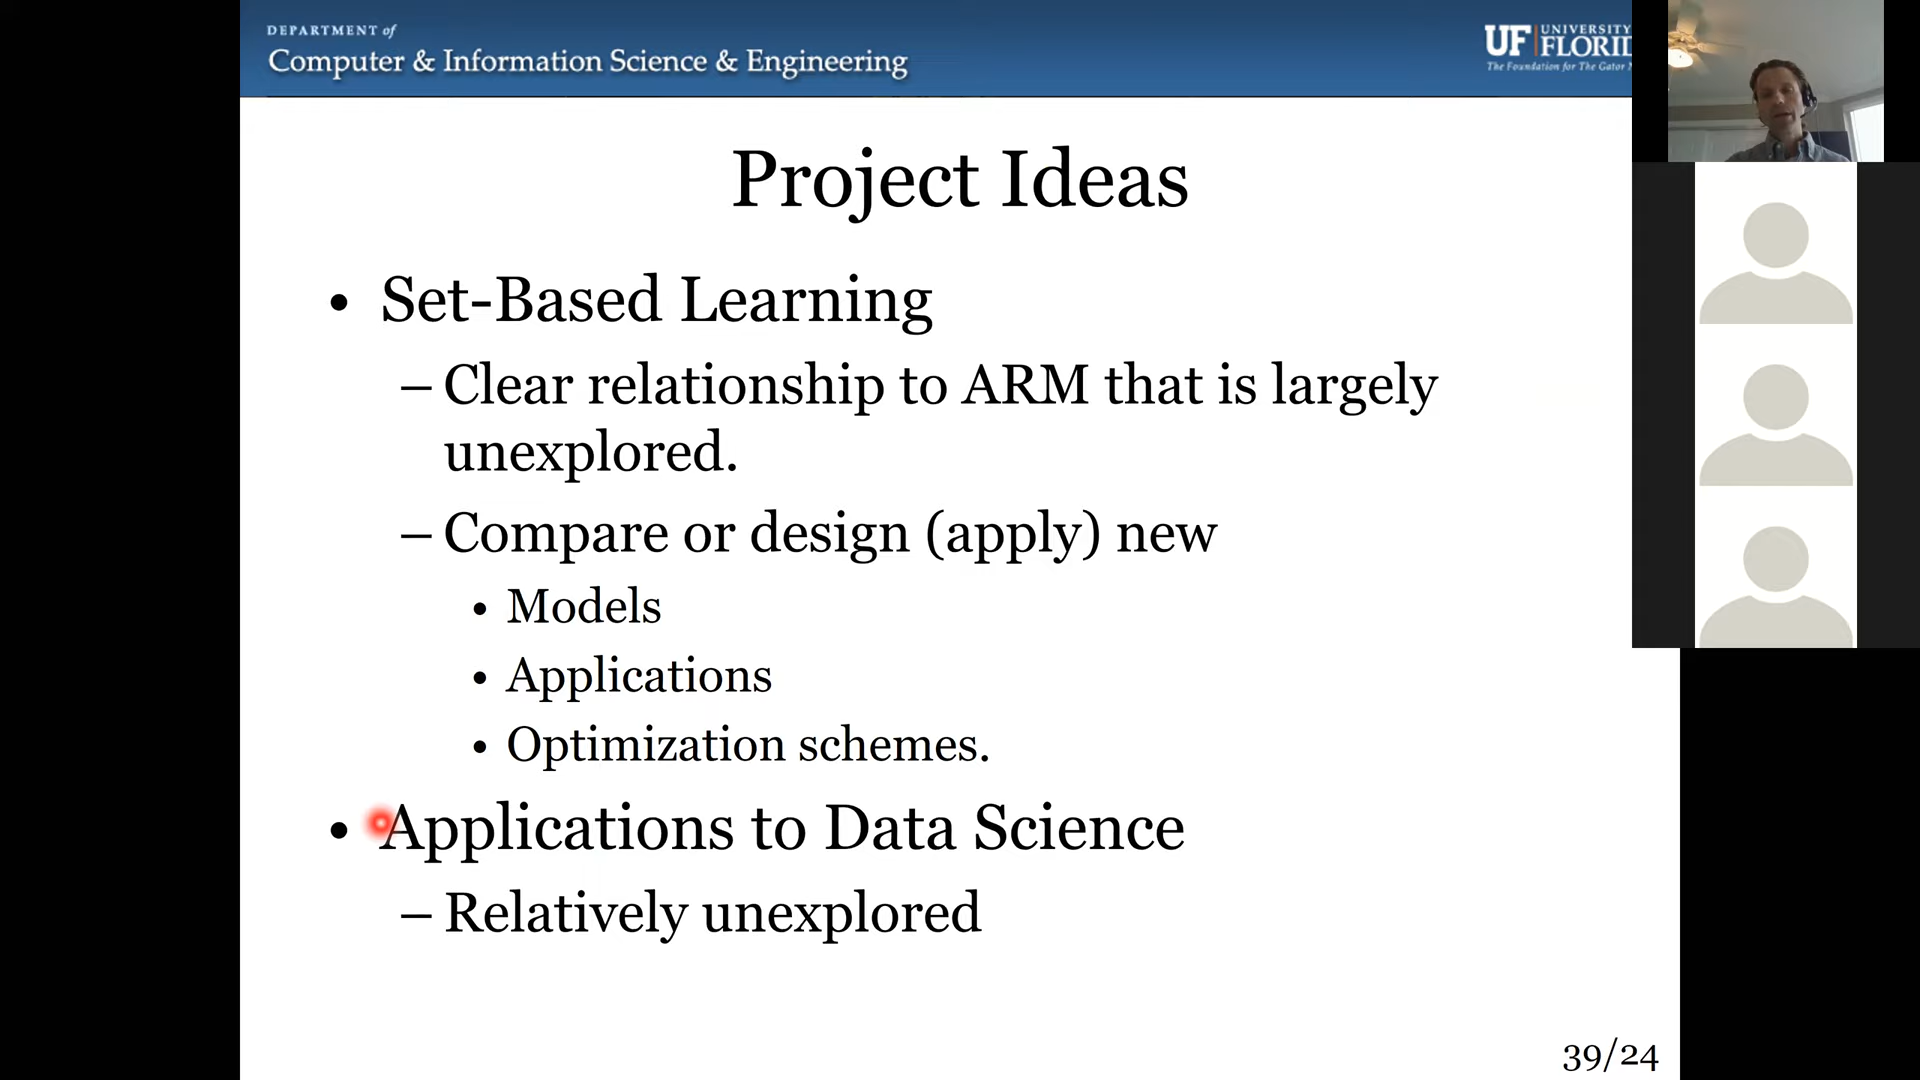 DEPARTMENT of
Computer & Information Science & Engineering
UF UNIVERSITY
FLORID
The Foundation for The Gator N
Project Ideas
• Set-Based Learning
– Clear relationship to ARM that is largely
unexplored.
– Compare or design (apply) new
• Models
• Applications
• Optimization schemes.
• Applications to Data Science
– Relatively unexplored
39/24